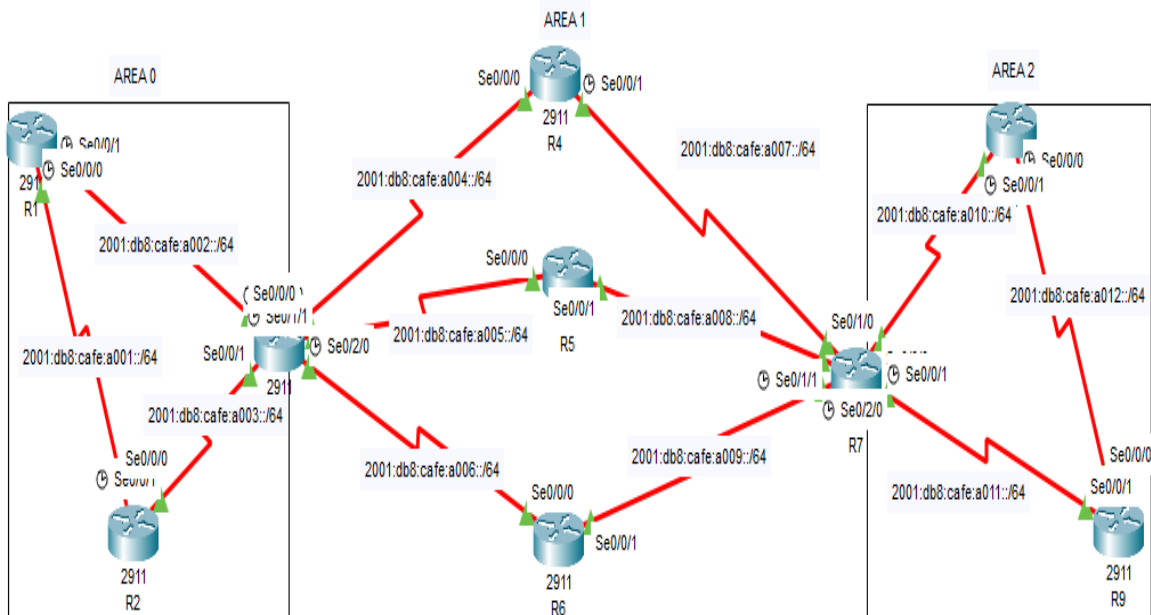 AREA 0
Se0/0/1
Se0/0/0
R1
2001:db8:cafe:a002::/64
2001:db8:cafe:a001::/64
Se0/0/0
Se0/1/1
Se0/0/1
Se0/2/0
2911
2001:db8:cafe:a003::/64
Se0/0/0
2911
R2
AREA 1
Se0/0/0
Se0/0/1
2911
R4
2001:db8:cafe:a004::/64
2001:db8:cafe:a007::/64
Se0/0/0
Se0/0/1
R5
2001:db8:cafe:a005::/64
2001:db8:cafe:a008::/64
2001:db8:cafe:a006::/64
2001:db8:cafe:a009::/64
Se0/0/0
Se0/0/1
2911
R6
Se0/1/0
Se0/1/1
Se0/0/1
Se0/2/0
R7
AREA 2
Se0/0/0
Se0/0/1
2001:db8:cafe:a010::/64
2001:db8:cafe:a012::/64
2001:db8:cafe:a011::/64
Se0/0/0
Se0/0/1
2911
R9